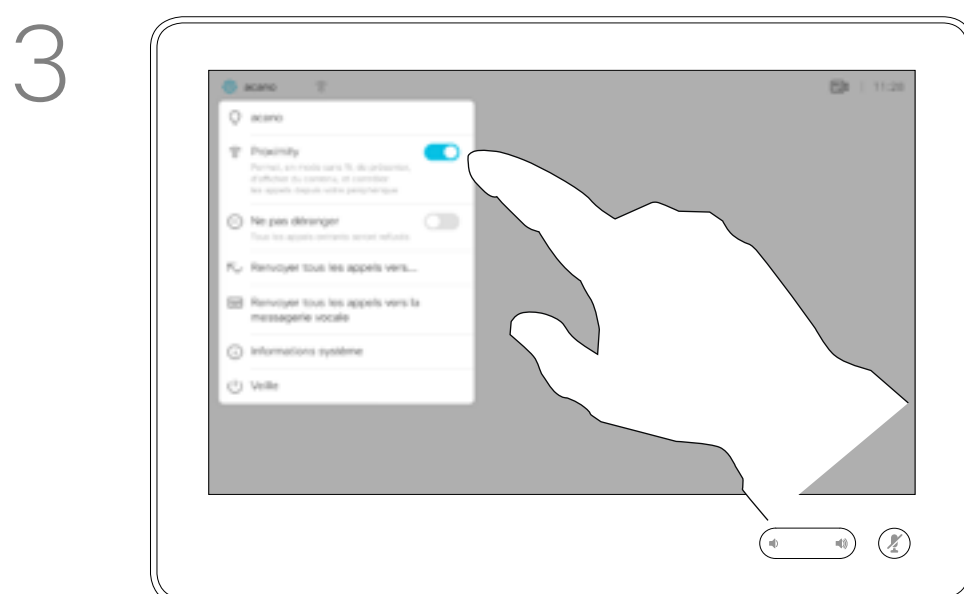 3
acano
11:28
acano
Proximity
Permet, en mode sans fil, de présenter,
d'afficher du contenu, et contrôler
les appels depuis votre périphérique
Ne pas déranger
Tous les appels entrants seront refusés
Renvoyer tous les appels vers...
Renvoyer tous les appels vers la
messagerie vocale
Informations système
Veille